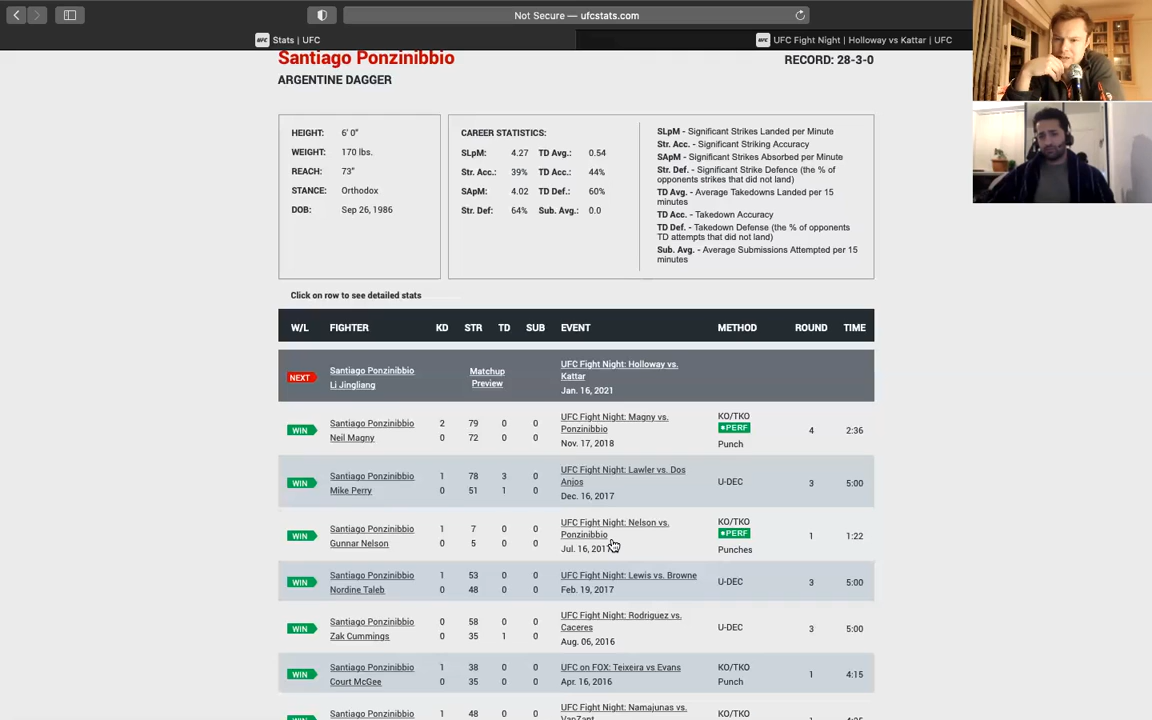 Not Secure — ufcstats.com
UFC Stats | UFC
UFC UFC Fight Night | Holloway vs Kattar | UFC
Santiago Ponzinibbio
RECORD: 28-3-0
ARGENTINE DAGGER
HEIGHT: 6' 0"
WEIGHT: 170 lbs.
REACH: 73"
STANCE: Orthodox
DOB: Sep 26, 1986
CAREER STATISTICS:
SLpM: 4.27 TD Avg.: 0.54
Str. Acc.: 39% TD Acc.: 44%
SApM: 4.02 TD Def.: 60%
Str. Def: 64% Sub. Avg.: 0.0
SLpM - Significant Strikes Landed per Minute
Str. Acc. - Significant Striking Accuracy
SApM - Significant Strikes Absorbed per Minute
Str. Def. - Significant Strike Defence (the % of
opponents strikes that did not land)
TD Avg. - Average Takedowns Landed per 15
minutes
TD Acc. - Takedown Accuracy
TD Def. - Takedown Defense (the % of opponents
TD attempts that did not land)
Sub. Avg. - Average Submissions Attempted per 15
minutes
Click on row to see detailed stats
W/L FIGHTER KD STR TD SUB EVENT METHOD ROUND TIME
NEXT
Santiago Ponzinibbio
Li Jingliang
Matchup
Preview
UFC Fight Night: Holloway vs.
Kattar
Jan. 16, 2021
WIN
Santiago Ponzinibbio 2 79 0 0
Neil Magny 0 72 0 0
UFC Fight Night: Magny vs.
Ponzinibbio
Nov. 17, 2018
KO/TKO
PERF
Punch
4 2:36
WIN
Santiago Ponzinibbio 1 78 3 0
Mike Perry 0 51 1 0
UFC Fight Night: Lawler vs. Dos
Anjos
Dec. 16, 2017
U-DEC 3 5:00
WIN
Santiago Ponzinibbio 1 7 0 0
Gunnar Nelson 0 5 0 0
UFC Fight Night: Nelson vs.
Ponzinibbio
Jul. 16, 2017
KO/TKO
PERF
Punches
1 1:22
WIN
Santiago Ponzinibbio 1 53 0 0
Nordine Taleb 0 48 0 0
UFC Fight Night: Lewis vs. Browne
Feb. 19, 2017
U-DEC 3 5:00
WIN
Santiago Ponzinibbio 0 58 0 0
Zak Cummings 0 35 1 0
UFC Fight Night: Rodriguez vs.
Caceres
Aug. 06, 2016
U-DEC 3 5:00
WIN
Santiago Ponzinibbio 1 38 0 0
Court McGee 0 35 0 0
UFC on FOX: Teixeira vs Evans
Apr. 16, 2016
KO/TKO
Punch
1 4:15
Santiago Ponzinibbio 1 48 0 0
UFC Fight Night: Namajunas vs.
VanZant
KO/TKO